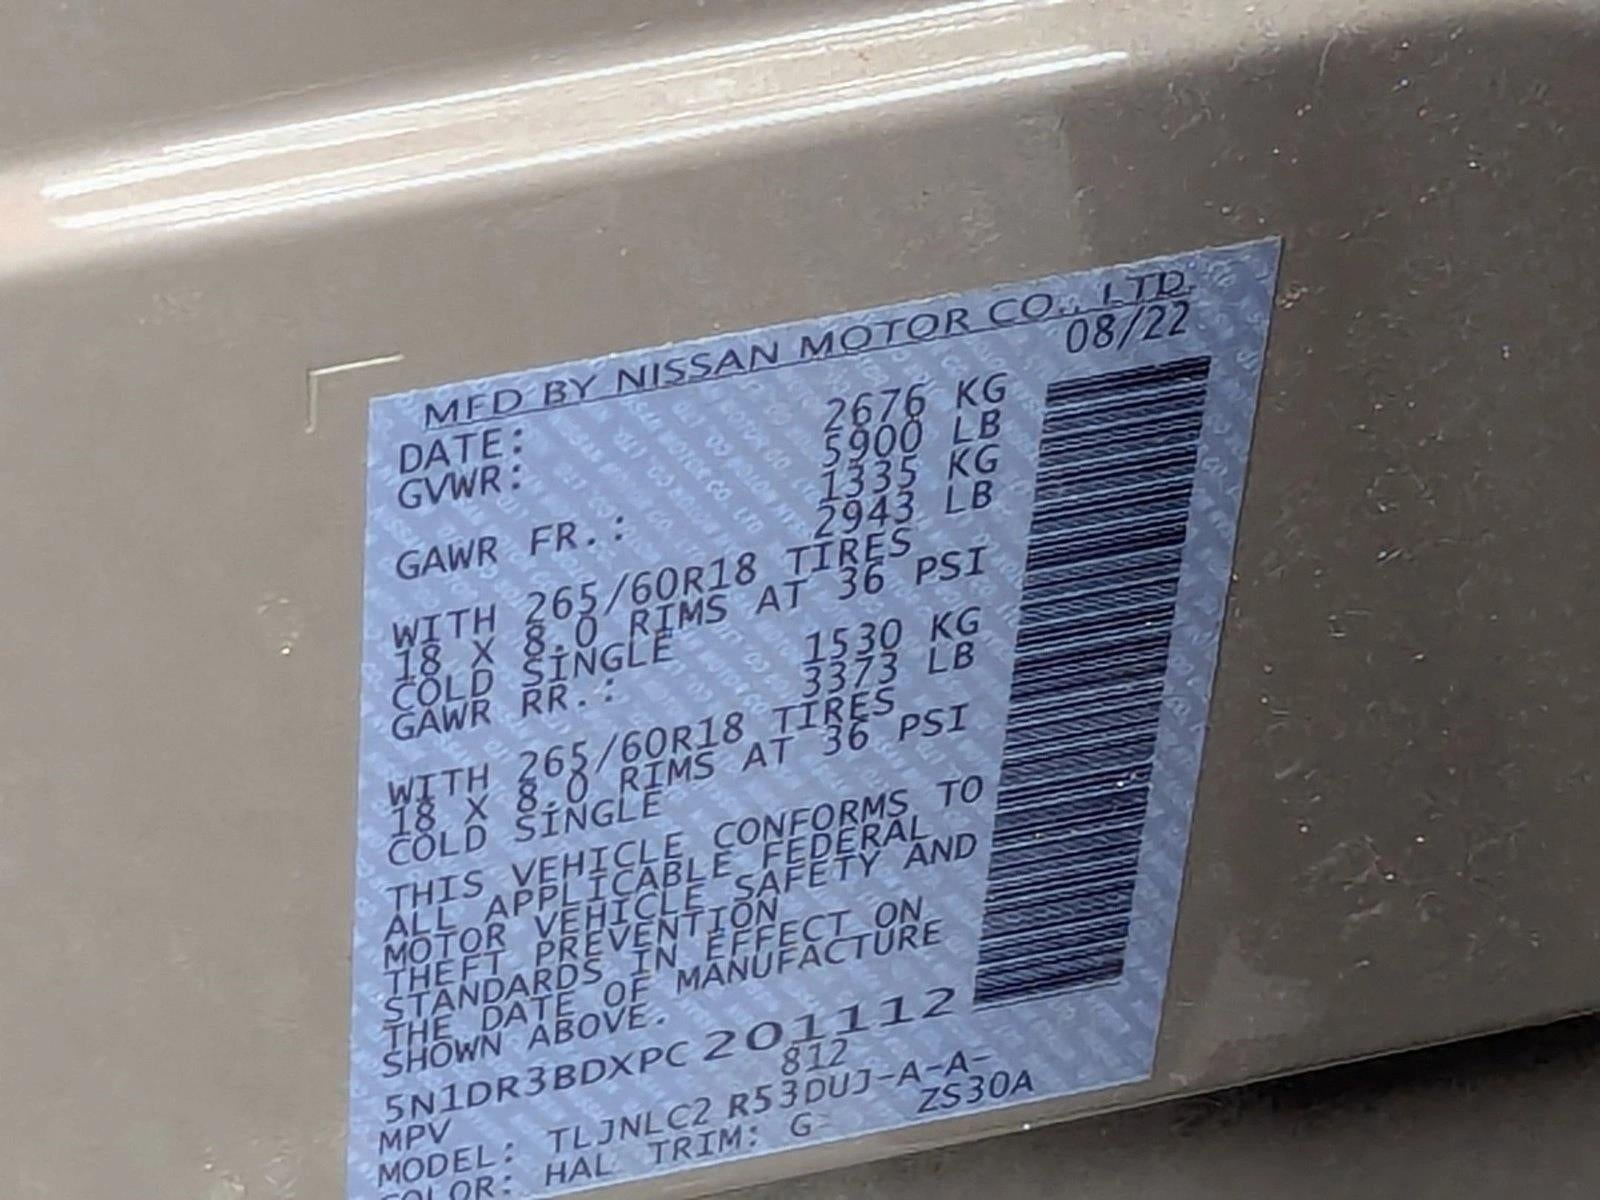 MFD BY NISSAN MOTOR CO., LTD.
DATE: 08/22
GVWR: 2676 KG
5900 LB
GAWR FR.: 1335 KG
2943 LB
WITH 265/60R18 TIRES
18 X 8.0 RIMS AT 36 PSI
COLD SINGLE
GAWR RR.: 1530 KG
3373 LB
WITH 265/60R18 TIRES
18 X 8.0 RIMS AT 36 PSI
COLD SINGLE
THIS VEHICLE CONFORMS TO
ALL APPLICABLE FEDERAL
MOTOR VEHICLE SAFETY AND
THEFT PREVENTION
STANDARDS IN EFFECT ON
THE DATE OF MANUFACTURE
SHOWN ABOVE.
5N1DR3BDXPC201112
MPV 812
MODEL: TLJNLC2 R53DUJ-A-A-
COLOR: HAL TRIM: G ZS30A